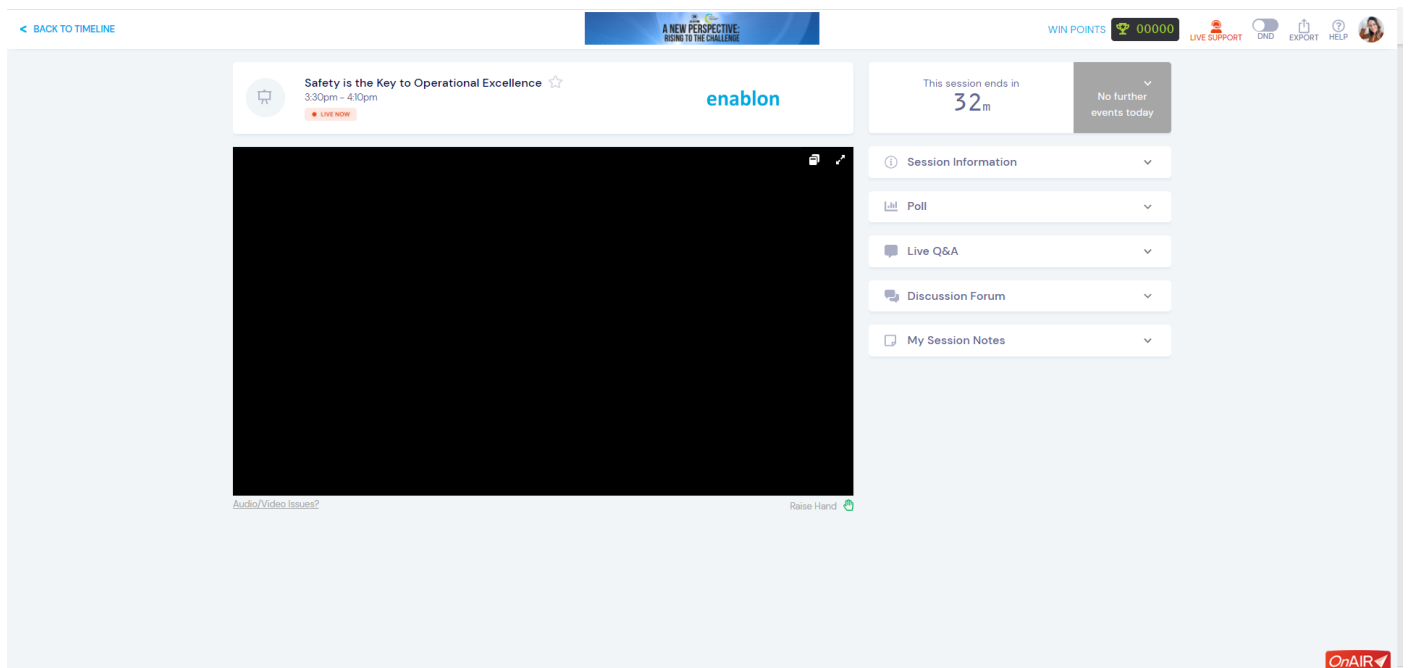 < BACK TO TIMELINE
A NEW PERSPECTIVE:
RISING TO THE CHALLENGE
WIN POINTS 00000
LIVE SUPPORT
DND
EXPORT
HELP
Safety is the Key to Operational Excellence
3:30pm - 4:10pm
LIVE NOW
enablon
This session ends in
32m
No further
events today
Session Information
Poll
Live Q&A
Discussion Forum
My Session Notes
Audio/Video Issues?
Raise Hand
OnAIR